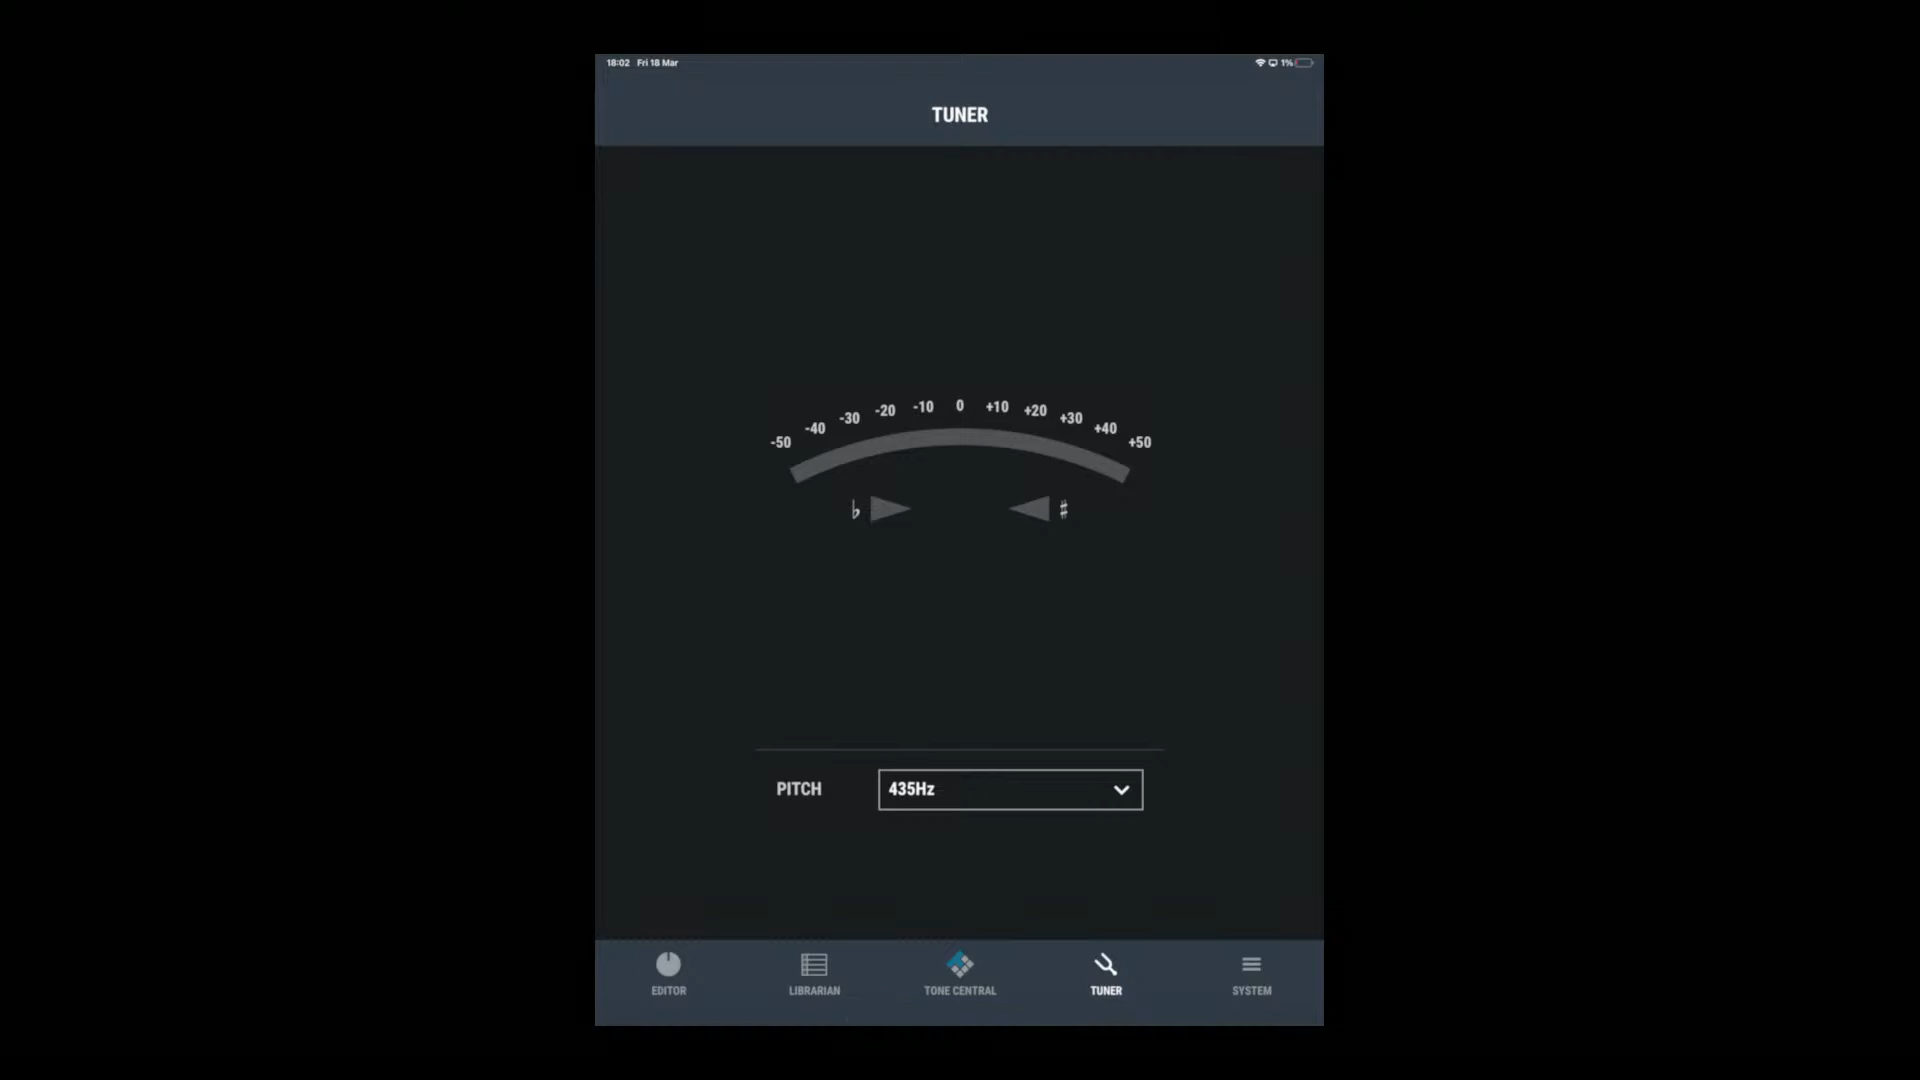 18:02 Fri 18 Mar 1%
TUNER
-50 -40 -30 -20 -10 0 +10 +20 +30 +40 +50
♭ ♯
PITCH 435Hz
EDITOR LIBRARIAN TONE CENTRAL TUNER SYSTEM